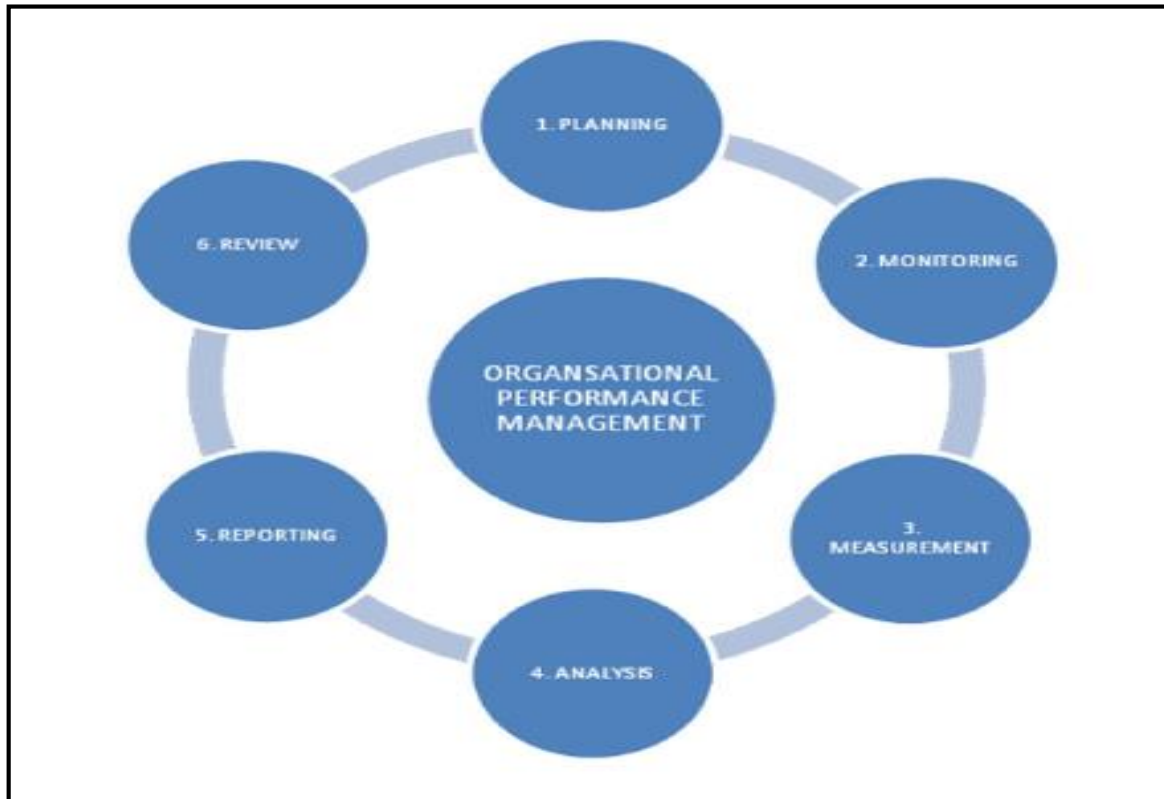 1. PLANNING
2. MONITORING
3.
MEASUREMENT
4. ANALYSIS
5. REPORTING
6. REVIEW
ORGANSATIONAL
PERFORMANCE
MANAGEMENT